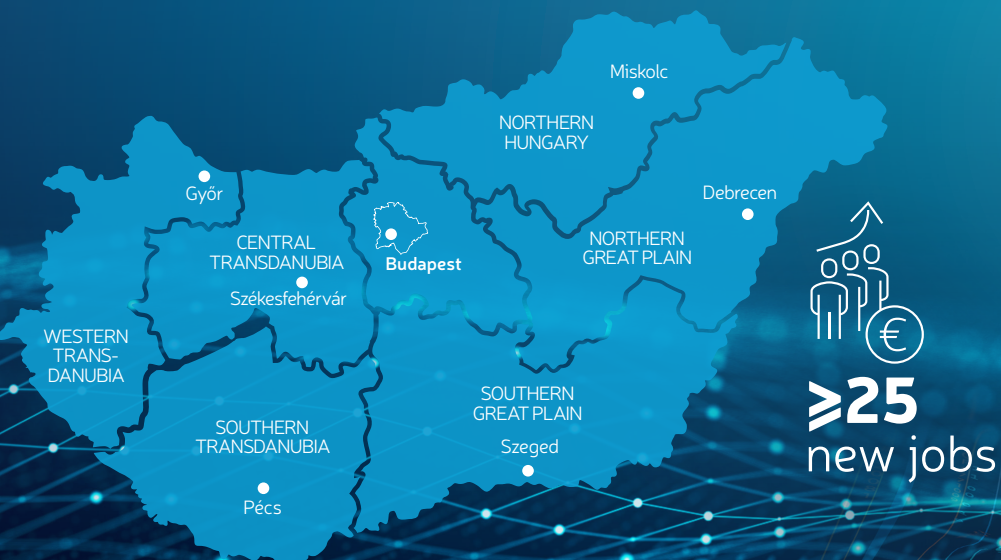 Miskolc
NORTHERN
HUNGARY
Győr
Debrecen
CENTRAL
TRANSDANUBIA
Budapest
NORTHERN
GREAT PLAIN
Székesfehérvár
WESTERN
TRANS-
DANUBIA
SOUTHERN
GREAT PLAIN
SOUTHERN
TRANSDANUBIA
Szeged
Pécs
€
≥25
new jobs